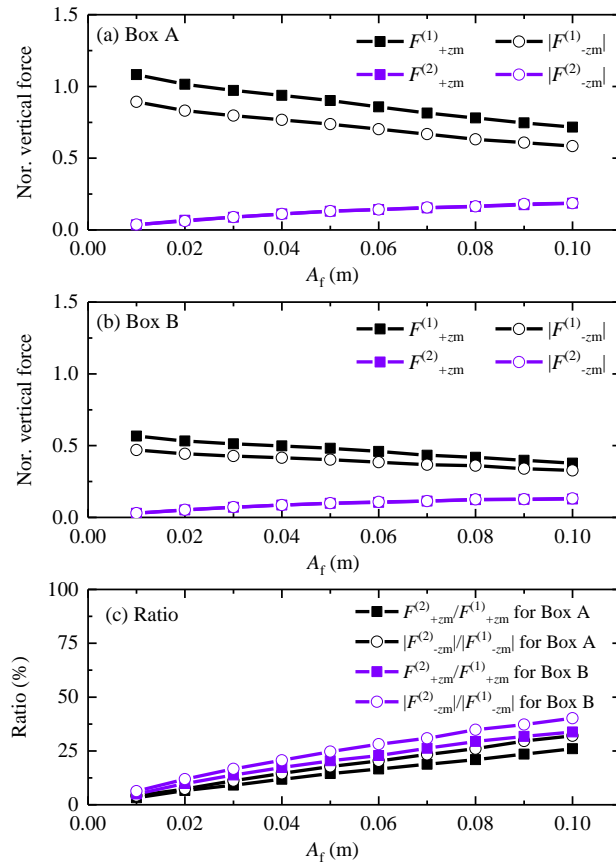 (a) Box A
F^(1)_+zm |F^(1)_-zm|
F^(2)_+zm |F^(2)_-zm|
Nor. vertical force
1.5
1.0
0.5
0.0
0.00 0.02 0.04 0.06 0.08 0.10
A_f (m)
(b) Box B
F^(1)_+zm |F^(1)_-zm|
F^(2)_+zm |F^(2)_-zm|
Nor. vertical force
1.5
1.0
0.5
0.0
0.00 0.02 0.04 0.06 0.08 0.10
A_f (m)
(c) Ratio
F^(2)_+zm/F^(1)_+zm for Box A
|F^(2)_-zm|/|F^(1)_-zm| for Box A
F^(2)_+zm/F^(1)_+zm for Box B
|F^(2)_-zm|/|F^(1)_-zm| for Box B
Ratio (%)
100
75
50
25
0
0.00 0.02 0.04 0.06 0.08 0.10
A_f (m)